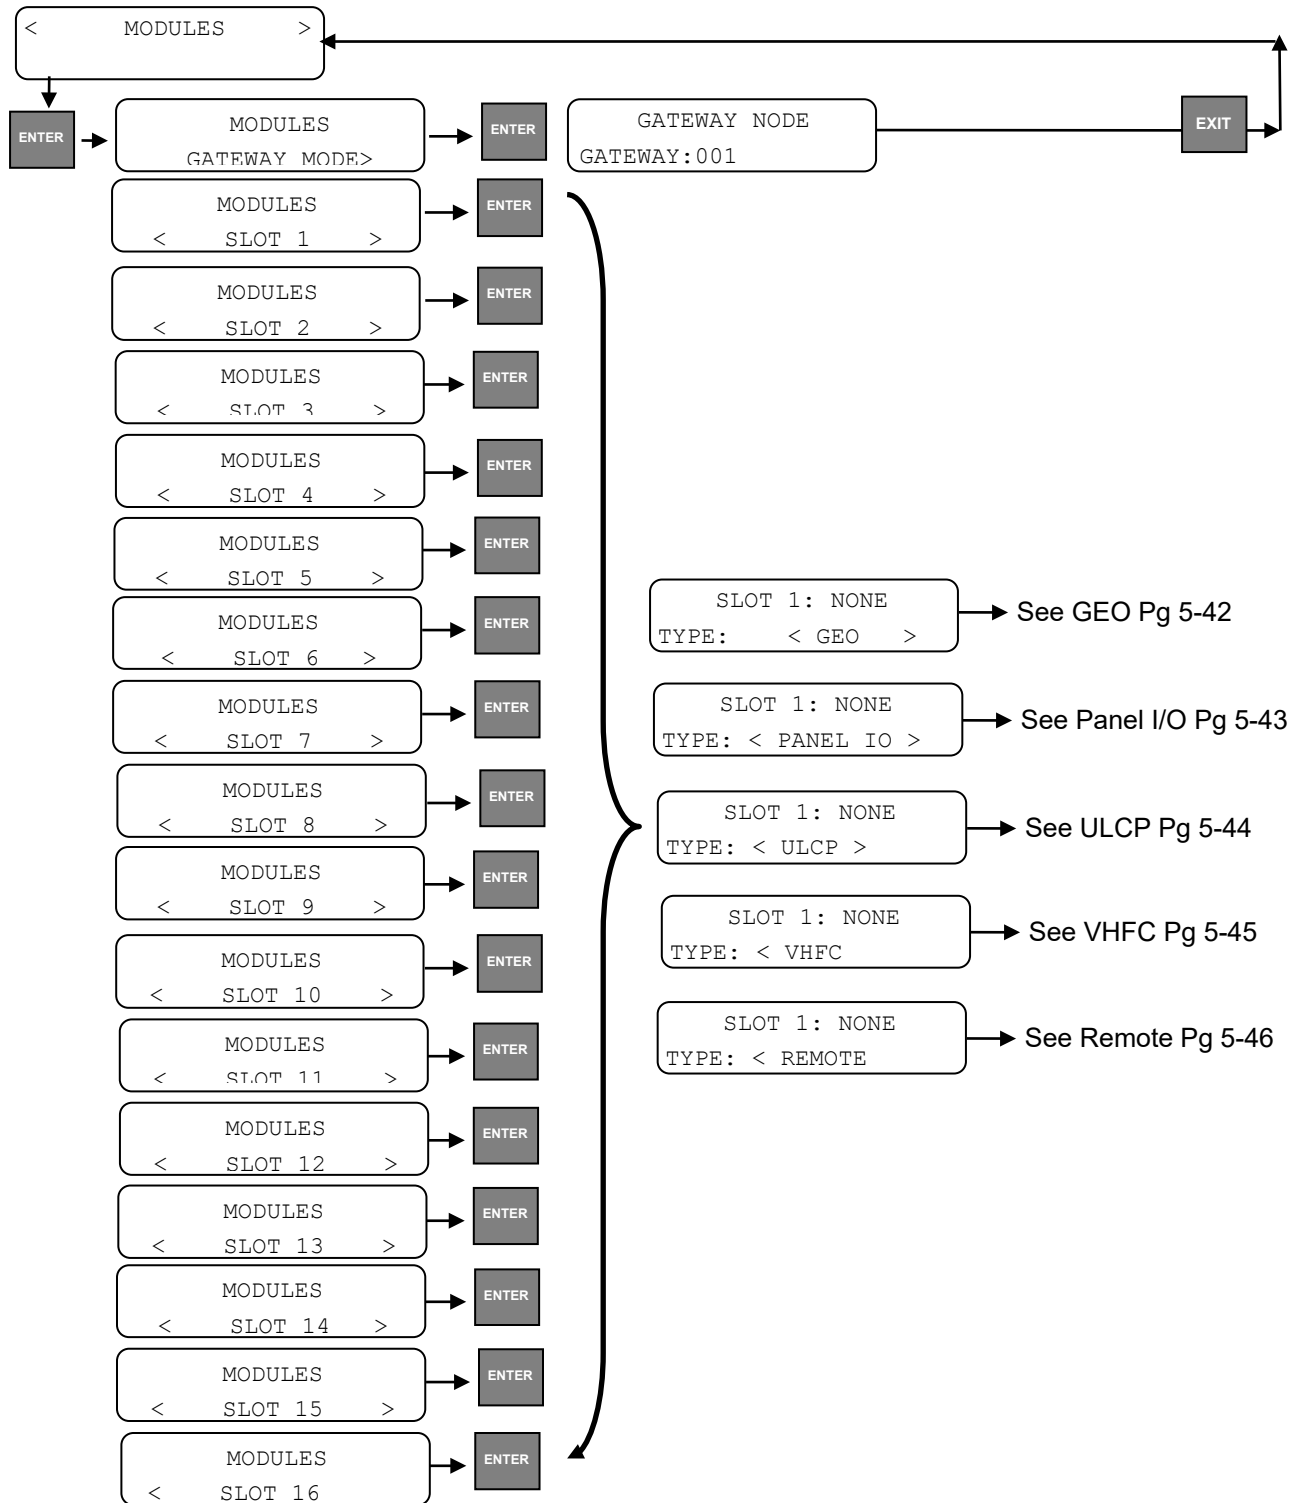 < MODULES >
ENTER
MODULES
GATEWAY MODE>
ENTER
GATEWAY NODE
GATEWAY:001
EXIT
MODULES
< SLOT 1 >
ENTER
MODULES
< SLOT 2 >
ENTER
MODULES
< SLOT 3 >
ENTER
MODULES
< SLOT 4 >
ENTER
MODULES
< SLOT 5 >
ENTER
MODULES
< SLOT 6 >
ENTER
MODULES
< SLOT 7 >
ENTER
MODULES
< SLOT 8 >
ENTER
MODULES
< SLOT 9 >
ENTER
MODULES
< SLOT 10 >
ENTER
MODULES
< SLOT 11 >
ENTER
MODULES
< SLOT 12 >
ENTER
MODULES
< SLOT 13 >
ENTER
MODULES
< SLOT 14 >
ENTER
MODULES
< SLOT 15 >
ENTER
MODULES
< SLOT 16
ENTER
SLOT 1: NONE
TYPE: < GEO >
See GEO Pg 5-42
SLOT 1: NONE
TYPE: < PANEL IO >
See Panel I/O Pg 5-43
SLOT 1: NONE
TYPE: < ULCP >
See ULCP Pg 5-44
SLOT 1: NONE
TYPE: < VHFC
See VHFC Pg 5-45
SLOT 1: NONE
TYPE: < REMOTE
See Remote Pg 5-46